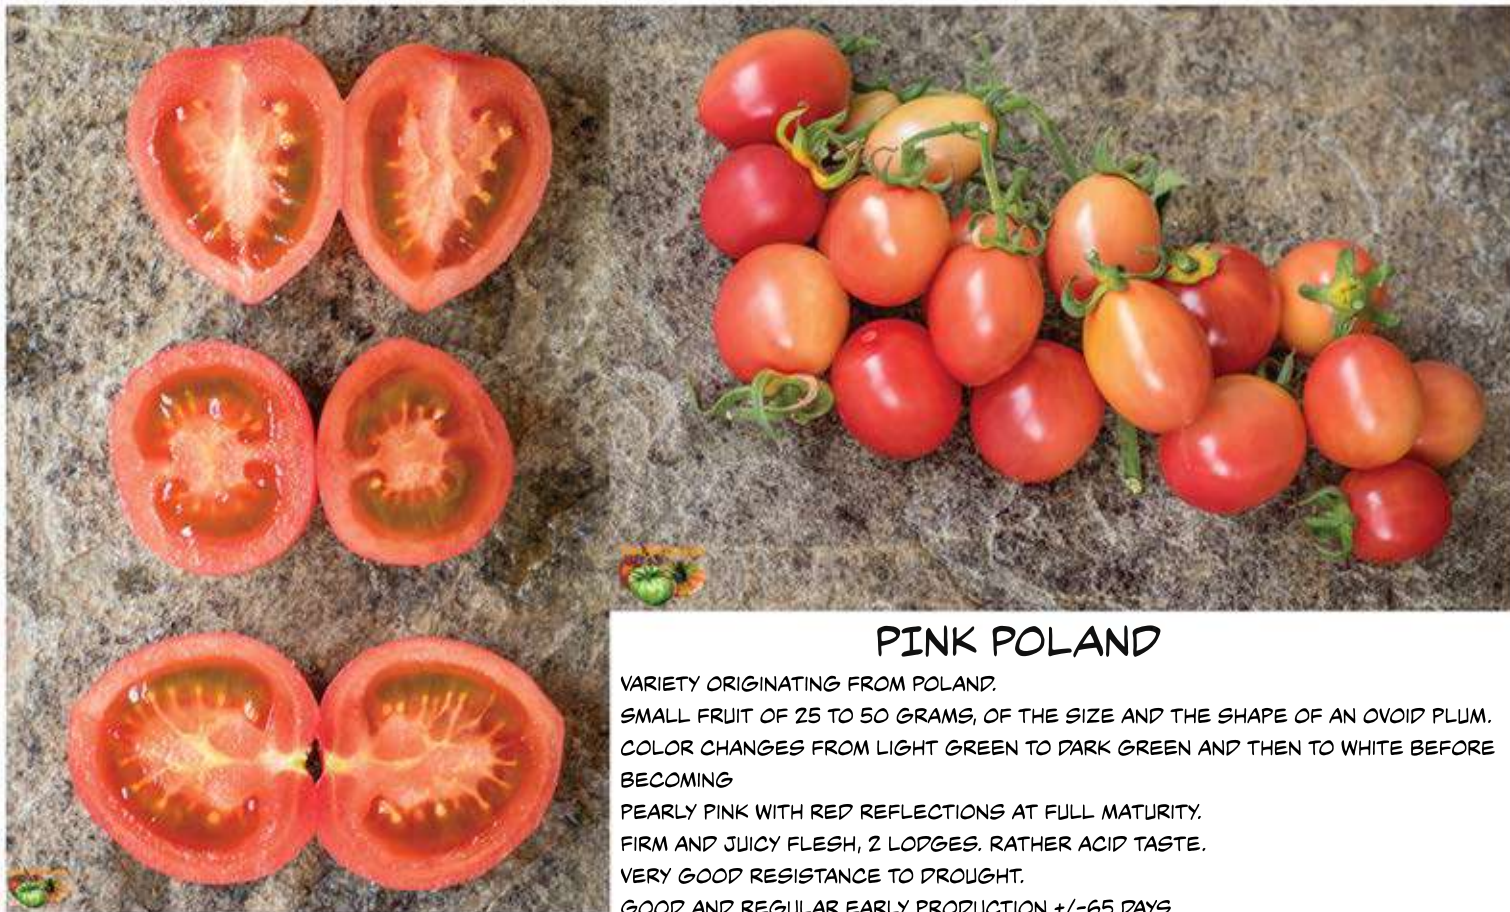 PINK POLAND
VARIETY ORIGINATING FROM POLAND.
SMALL FRUIT OF 25 TO 50 GRAMS, OF THE SIZE AND THE SHAPE OF AN OVOID PLUM.
COLOR CHANGES FROM LIGHT GREEN TO DARK GREEN AND THEN TO WHITE BEFORE
BECOMING
PEARLY PINK WITH RED REFLECTIONS AT FULL MATURITY.
FIRM AND JUICY FLESH, 2 LODGES. RATHER ACID TASTE.
VERY GOOD RESISTANCE TO DROUGHT.
GOOD AND REGULAR EARLY PRODUCTION +/-65 DAYS